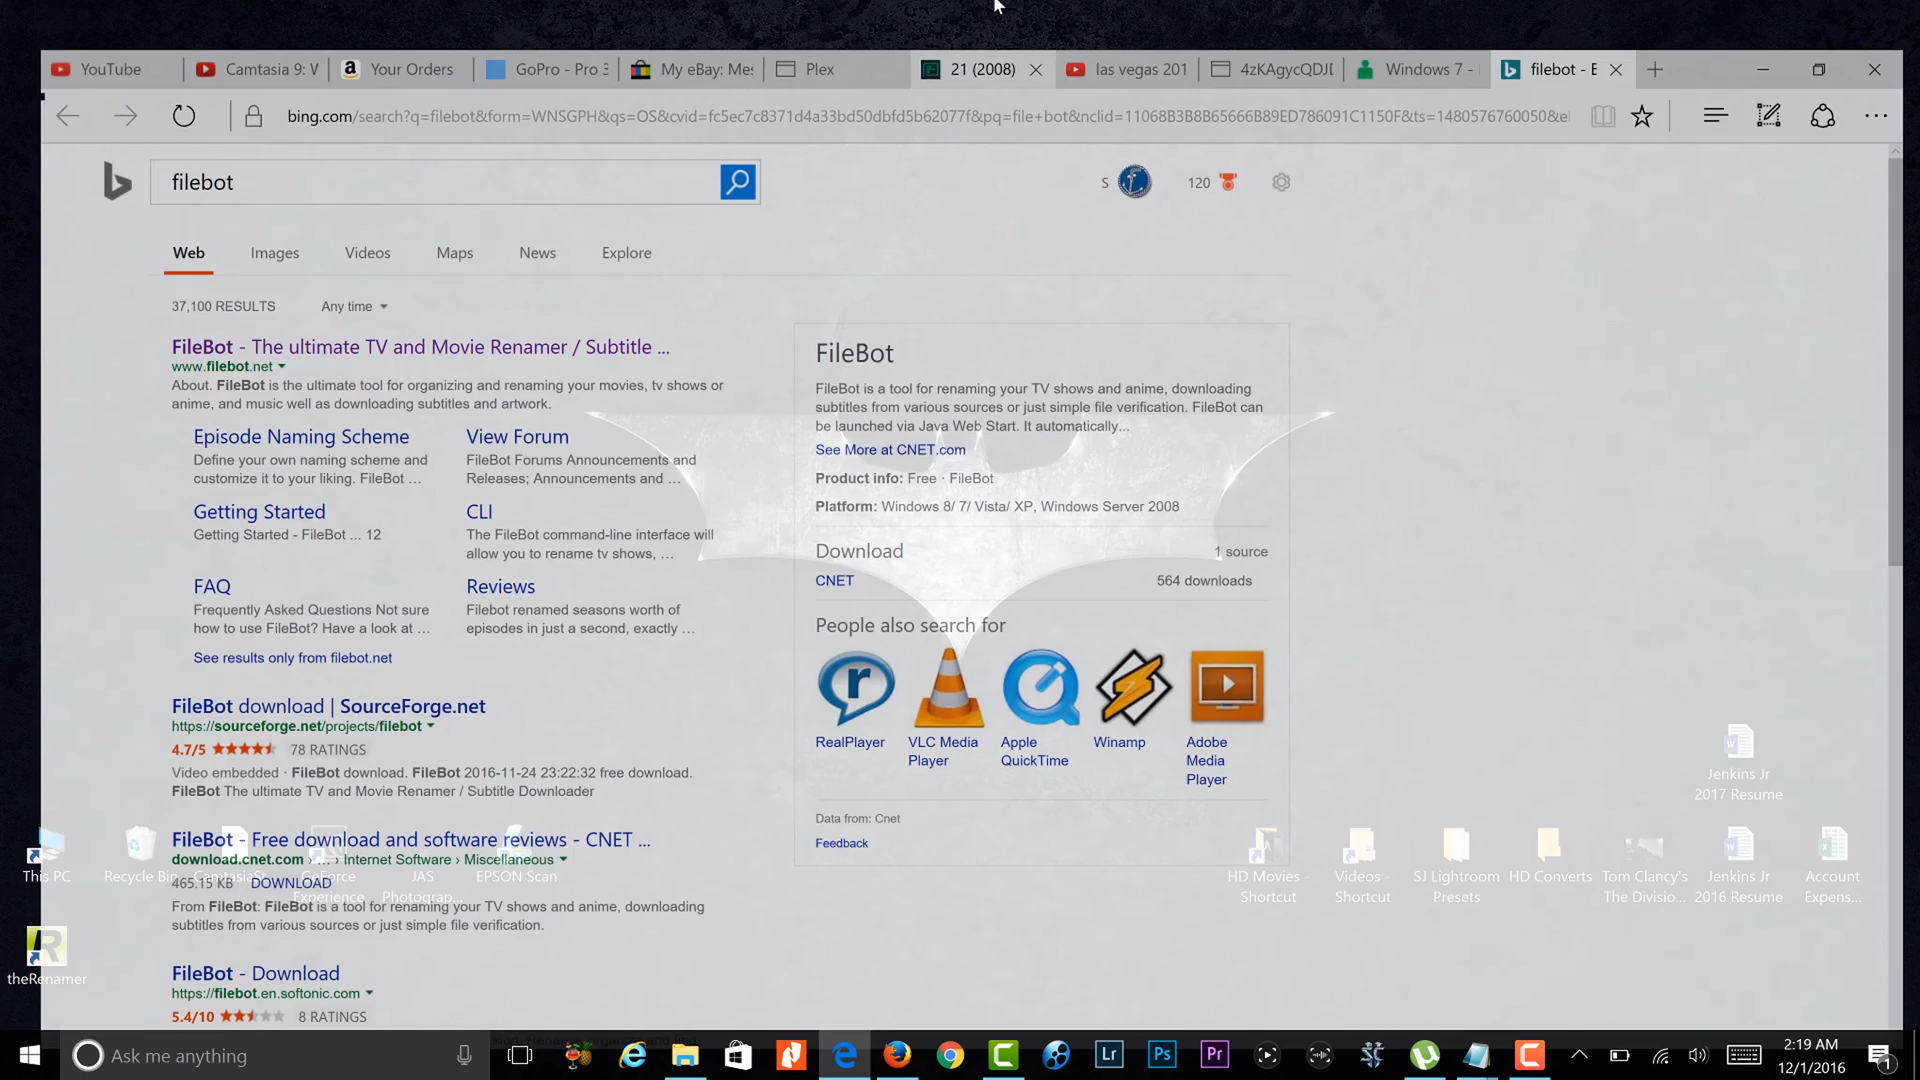 YouTube
Camtasia 9: V
Your Orders
GoPro - Pro 3
My eBay: Mes
Plex
21 (2008)
las vegas 201
4zKAgycQDJI
Windows 7 -
filebot - B
bing.com/search?q=filebot&form=WNSGPH&qs=OS&cvid=fc5ec7c8371d4a33bd50dbfd5b62077f&pq=file+bot&nclid=11068B3B8B65666B89ED786091C1150F&ts=1480576760050&el
filebot
S
120
Web
Images
Videos
Maps
News
Explore
37,100 RESULTS
Any time
FileBot - The ultimate TV and Movie Renamer / Subtitle ...
www.filebot.net
About. FileBot is the ultimate tool for organizing and renaming your movies, tv shows or
anime, and music well as downloading subtitles and artwork.
Episode Naming Scheme
Define your own naming scheme and
customize it to your liking. FileBot ...
View Forum
FileBot Forums Announcements and
Releases; Announcements and ...
Getting Started
Getting Started - FileBot ... 12
CLI
The FileBot command-line interface will
allow you to rename tv shows, ...
FAQ
Frequently Asked Questions Not sure
how to use FileBot? Have a look at ...
Reviews
Filebot renamed seasons worth of
episodes in just a second, exactly ...
See results only from filebot.net
FileBot download | SourceForge.net
https://sourceforge.net/projects/filebot
4.7/5
78 RATINGS
Video embedded · FileBot download. FileBot 2016-11-24 23:22:32 free download.
FileBot The ultimate TV and Movie Renamer / Subtitle Downloader
FileBot - Free download and software reviews - CNET ...
download.cnet.com › ... › Internet Software › Miscellaneous
465.15 KB DOWNLOAD
From FileBot: FileBot is a tool for renaming your TV shows and anime, downloading
subtitles from various sources or just simple file verification.
FileBot - Download
https://filebot.en.softonic.com
5.4/10
8 RATINGS
FileBot
FileBot is a tool for renaming your TV shows and anime, downloading
subtitles from various sources or just simple file verification. FileBot can
be launched via Java Web Start. It automatically...
See More at CNET.com
Product info: Free · FileBot
Platform: Windows 8/ 7/ Vista/ XP, Windows Server 2008
Download
1 source
CNET
564 downloads
People also search for
RealPlayer
VLC Media
Player
Apple
QuickTime
Winamp
Adobe
Media
Player
Data from: Cnet
Feedback
This PC
Recycle Bin
CamtasiaSt...
GeForce
Experience
JAS
Photograp...
EPSON Scan
theRenamer
Jenkins Jr
2017 Resume
HD Movies -
Shortcut
Videos -
Shortcut
SJ Lightroom
Presets
HD Converts
Tom Clancy's
The Divisio...
Jenkins Jr
2016 Resume
Account
Expens...
Ask me anything
Lr
Ps
Pr
2:19 AM
12/1/2016
1